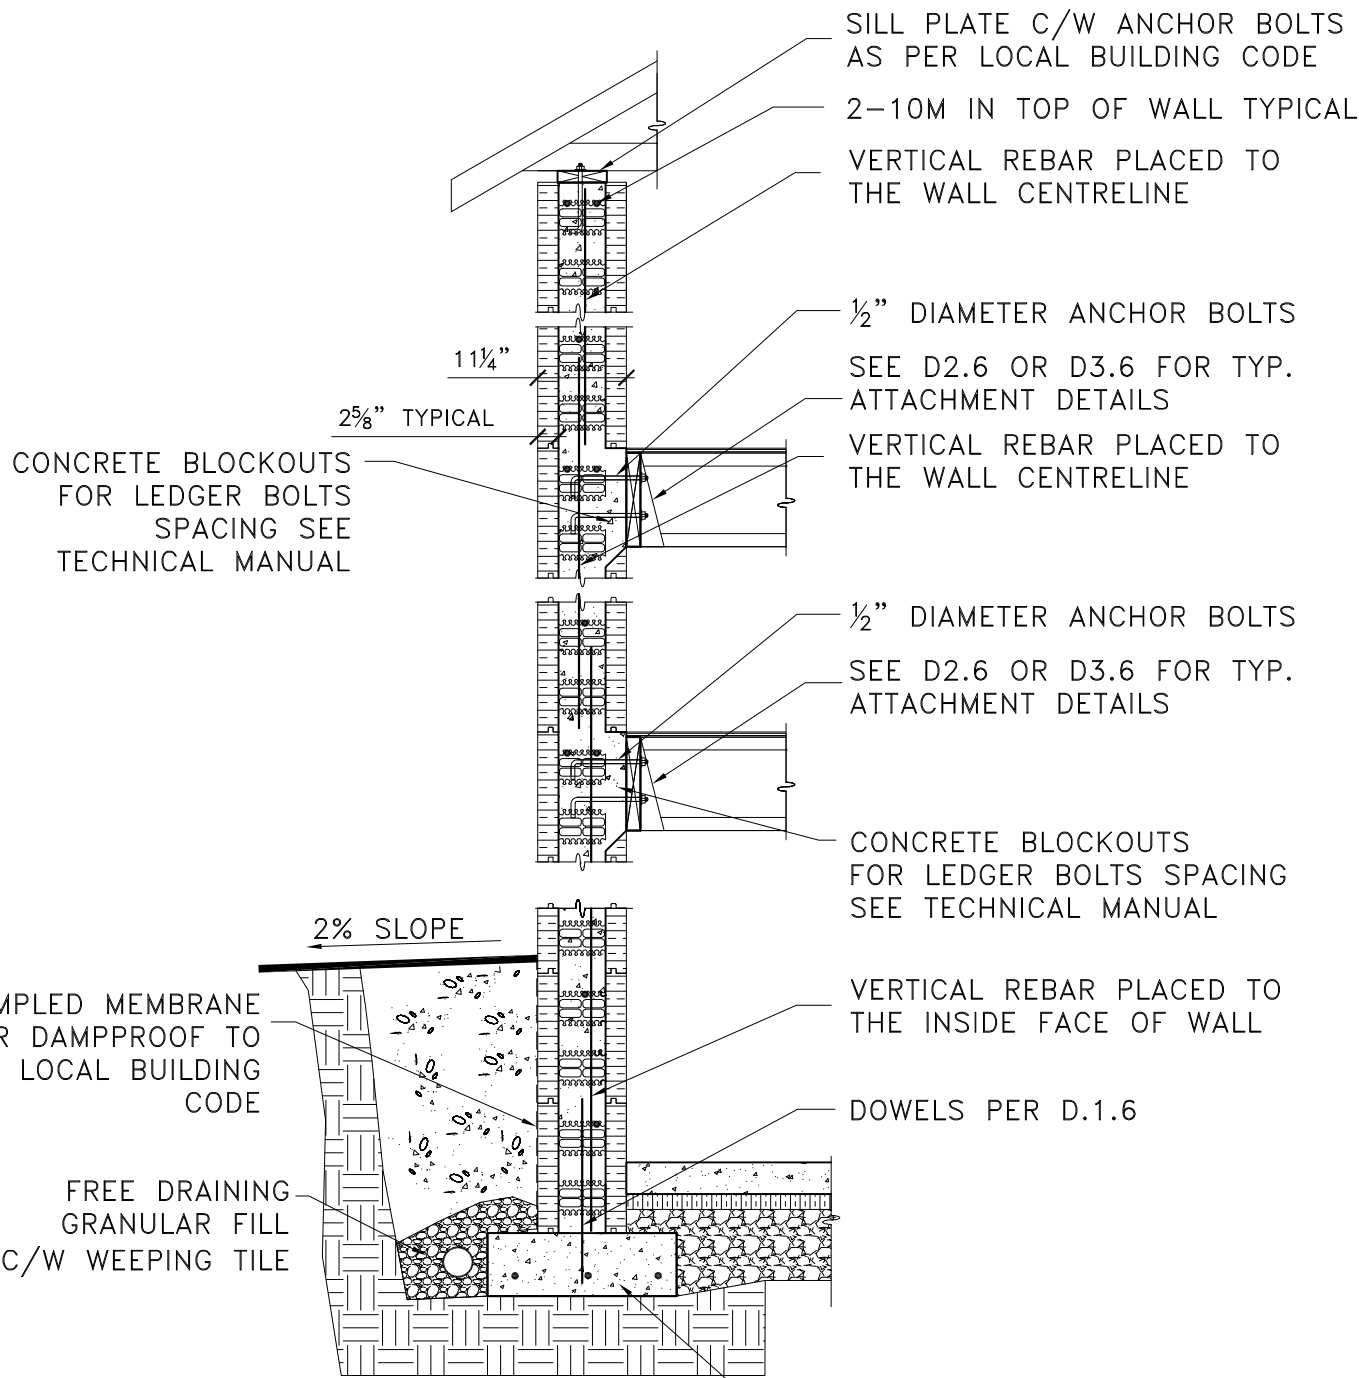 SILL PLATE C/W ANCHOR BOLTS
AS PER LOCAL BUILDING CODE
2-10M IN TOP OF WALL TYPICAL
VERTICAL REBAR PLACED TO
THE WALL CENTRELINE
½" DIAMETER ANCHOR BOLTS
SEE D2.6 OR D3.6 FOR TYP.
ATTACHMENT DETAILS
VERTICAL REBAR PLACED TO
THE WALL CENTRELINE
11¼"
2⅝" TYPICAL
CONCRETE BLOCKOUTS
FOR LEDGER BOLTS
SPACING SEE
TECHNICAL MANUAL
½" DIAMETER ANCHOR BOLTS
SEE D2.6 OR D3.6 FOR TYP.
ATTACHMENT DETAILS
CONCRETE BLOCKOUTS
FOR LEDGER BOLTS SPACING
SEE TECHNICAL MANUAL
2% SLOPE
MPLED MEMBRANE
R DAMPPROOF TO
LOCAL BUILDING
CODE
VERTICAL REBAR PLACED TO
THE INSIDE FACE OF WALL
DOWELS PER D.1.6
FREE DRAINING
GRANULAR FILL
C/W WEEPING TILE